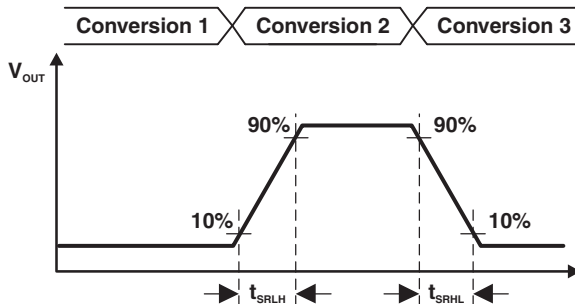 Conversion 1 Conversion 2 Conversion 3
VOUT
90% 90%
10% 10%
tSRLH tSRHL